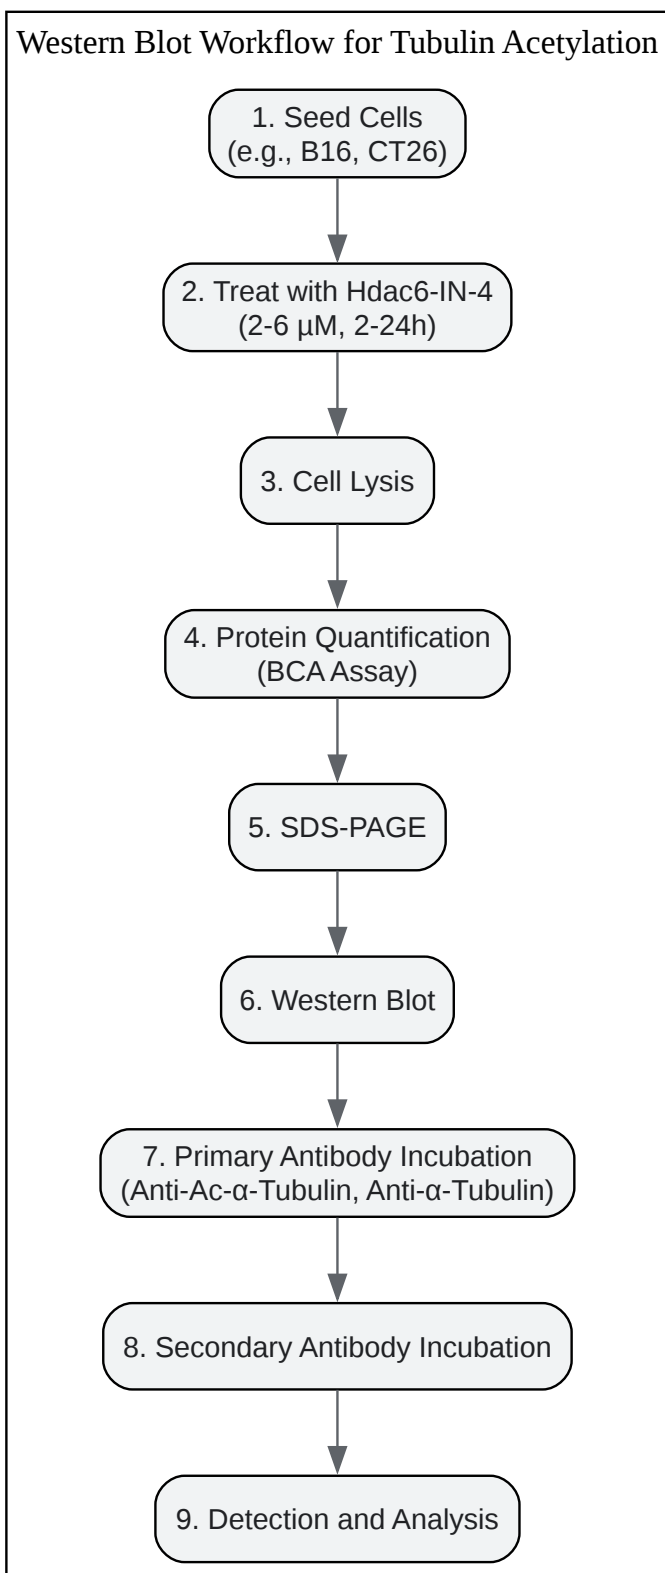 Western Blot Workflow for Tubulin Acetylation
1. Seed Cells
(e.g., B16, CT26)
2. Treat with Hdac6-IN-4
(2-6 μM, 2-24h)
3. Cell Lysis
4. Protein Quantification
(BCA Assay)
5. SDS-PAGE
6. Western Blot
7. Primary Antibody Incubation
(Anti-Ac-α-Tubulin, Anti-α-Tubulin)
8. Secondary Antibody Incubation
9. Detection and Analysis